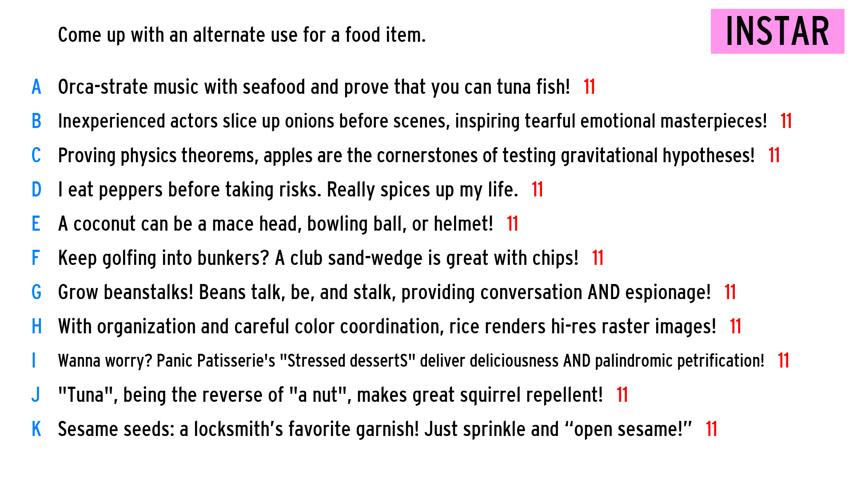 Come up with an alternate use for a food item.
INSTAR
A Orca-strate music with seafood and prove that you can tuna fish! 11
B Inexperienced actors slice up onions before scenes, inspiring tearful emotional masterpieces! 11
C Proving physics theorems, apples are the cornerstones of testing gravitational hypotheses! 11
D I eat peppers before taking risks. Really spices up my life. 11
E A coconut can be a mace head, bowling ball, or helmet! 11
F Keep golfing into bunkers? A club sand-wedge is great with chips! 11
G Grow beanstalks! Beans talk, be, and stalk, providing conversation AND espionage! 11
H With organization and careful color coordination, rice renders hi-res raster images! 11
I Wanna worry? Panic Patisserie's "Stressed dessertS" deliver deliciousness AND palindromic petrification! 11
J "Tuna", being the reverse of "a nut", makes great squirrel repellent! 11
K Sesame seeds: a locksmith’s favorite garnish! Just sprinkle and “open sesame!” 11